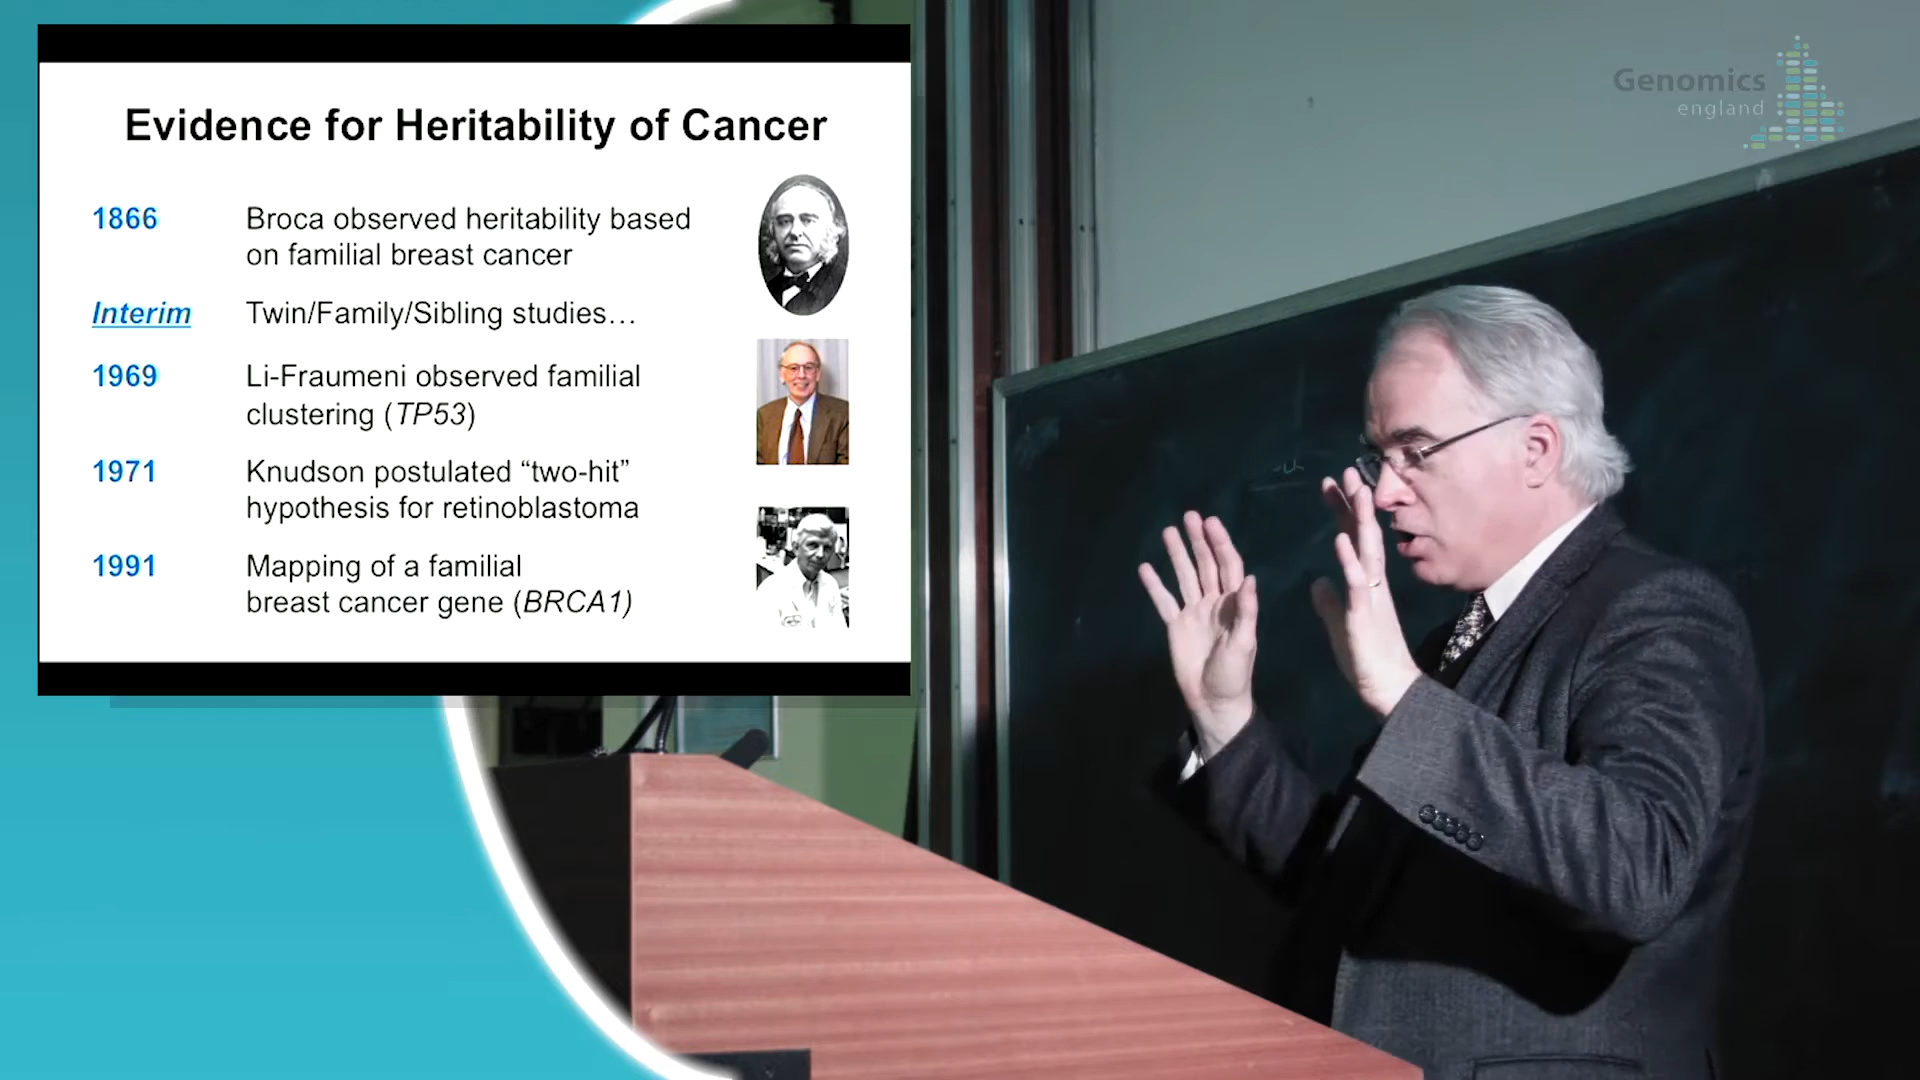 Evidence for Heritability of Cancer
1866 Broca observed heritability based
on familial breast cancer
Interim Twin/Family/Sibling studies…
1969 Li-Fraumeni observed familial
clustering (TP53)
1971 Knudson postulated “two-hit”
hypothesis for retinoblastoma
1991 Mapping of a familial
breast cancer gene (BRCA1)
Genomics
england